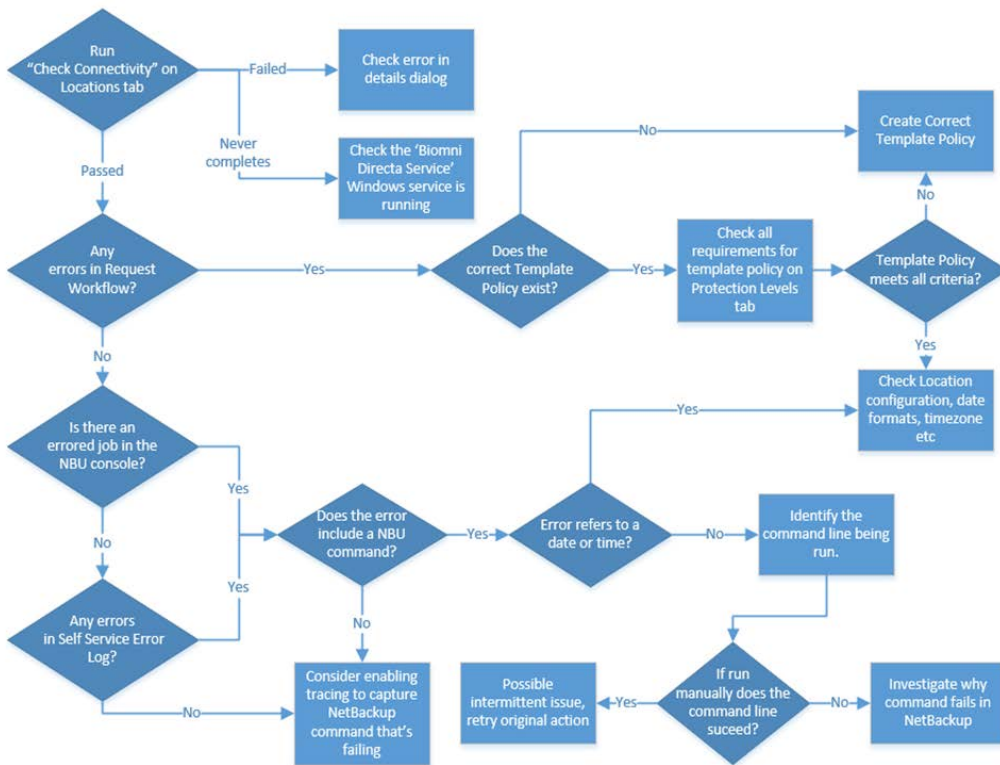 Run
“Check Connectivity” on
Locations tab
Failed
Check error in
details dialog
Never
completes
Check the ‘Biomni
Directa Service’
Windows service is
running
Passed
No
Create Correct
Template Policy
No
Any
errors in Request
Workflow?
Yes
Does the
correct Template
Policy exist?
Yes
Check all
requirements for
template policy on
Protection Levels
tab
Template Policy
meets all criteria?
Yes
No
Check Location
configuration, date
formats, timezone
etc
Yes
Is there an
errored job in the
NBU console?
Yes
No
Does the error
include a NBU
command?
Yes
Error refers to a
date or time?
No
Identify the
command line being
run.
Any errors
in Self Service Error
Log?
Yes
No
No
Consider enabling
tracing to capture
NetBackup
command that’s
failing
Possible
intermittent issue,
retry original action
Yes
If run
manually does the
command line
suceed?
No
Investigate why
command fails in
NetBackup